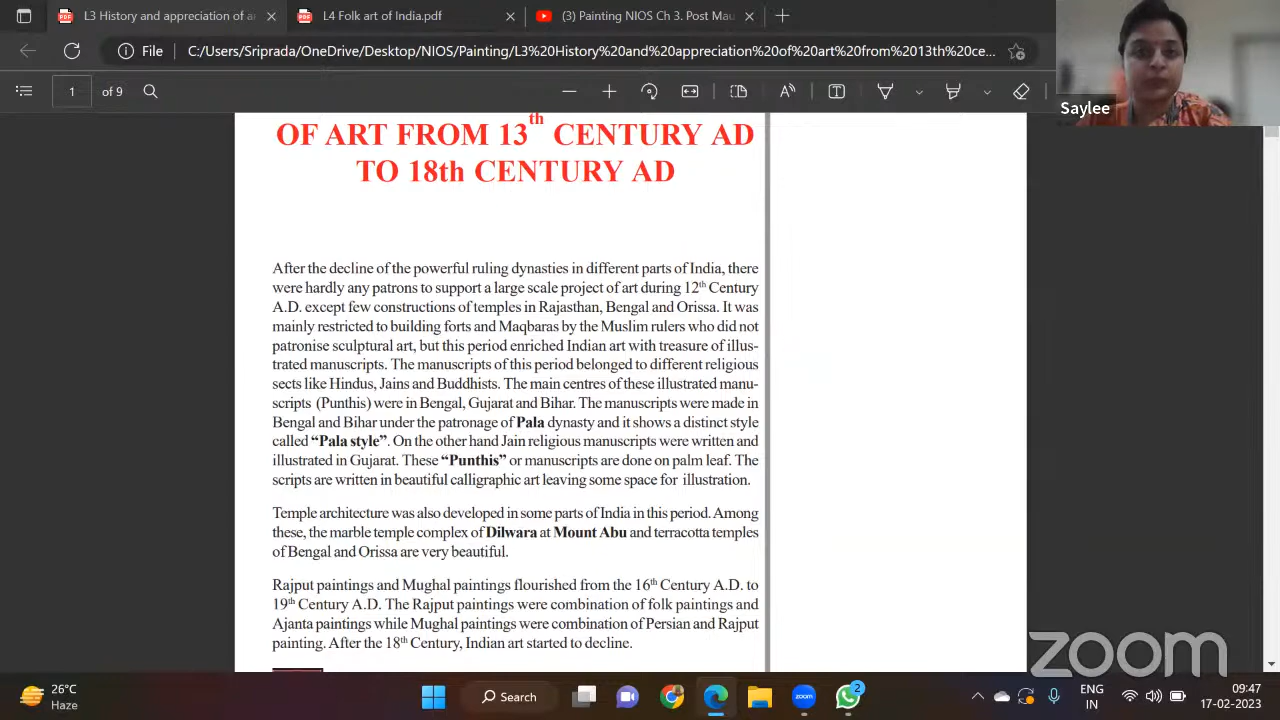 L3 History and appreciation of ar
L4 Folk art of India.pdf
(3) Painting NIOS Ch 3. Post Mau
File
C:/Users/Sriprada/OneDrive/Desktop/NIOS/Painting/L3%20History%20and%20appreciation%20of%20art%20from%2013th%20ce...
1 of 9
Saylee
OF ART FROM 13th CENTURY AD
TO 18th CENTURY AD
After the decline of the powerful ruling dynasties in different parts of India, there
were hardly any patrons to support a large scale project of art during 12th Century
A.D. except few constructions of temples in Rajasthan, Bengal and Orissa. It was
mainly restricted to building forts and Maqbaras by the Muslim rulers who did not
patronise sculptural art, but this period enriched Indian art with treasure of illus-
trated manuscripts. The manuscripts of this period belonged to different religious
sects like Hindus, Jains and Buddhists. The main centres of these illustrated manu-
scripts (Punthis) were in Bengal, Gujarat and Bihar. The manuscripts were made in
Bengal and Bihar under the patronage of Pala dynasty and it shows a distinct style
called “Pala style”. On the other hand Jain religious manuscripts were written and
illustrated in Gujarat. These “Punthis” or manuscripts are done on palm leaf. The
scripts are written in beautiful calligraphic art leaving some space for illustration.
Temple architecture was also developed in some parts of India in this period. Among
these, the marble temple complex of Dilwara at Mount Abu and terracotta temples
of Bengal and Orissa are very beautiful.
Rajput paintings and Mughal paintings flourished from the 16th Century A.D. to
19th Century A.D. The Rajput paintings were combination of folk paintings and
Ajanta paintings while Mughal paintings were combination of Persian and Rajput
painting. After the 18th Century, Indian art started to decline.
zoom
26°C
Haze
Search
zoom
2
ENG
IN
09:47
17-02-2023